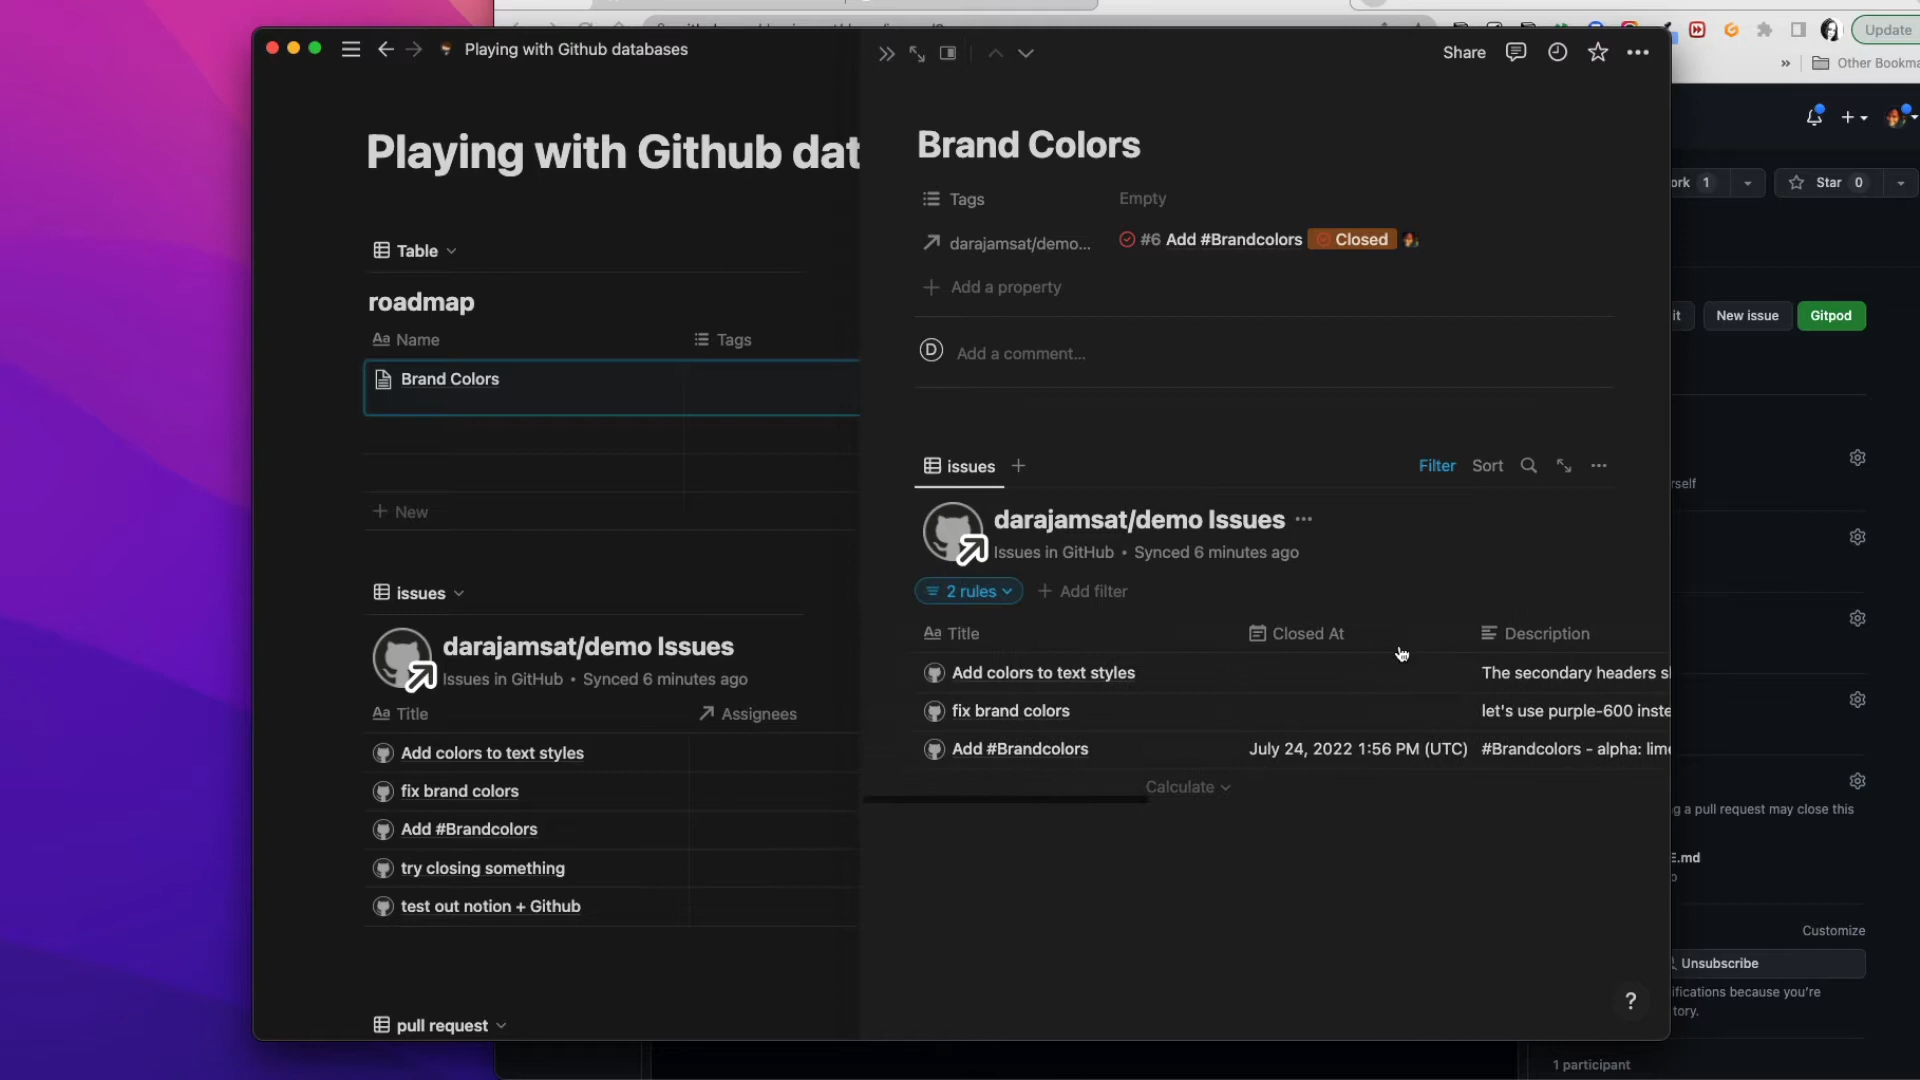 Playing with Github databases
Playing with Github dat
Table
roadmap
Aa Name
Tags
Brand Colors
+ New
issues
darajamsat/demo Issues
Issues in GitHub • Synced 6 minutes ago
Aa Title
Assignees
Add colors to text styles
fix brand colors
Add #Brandcolors
try closing something
test out notion + Github
pull request
Share
Brand Colors
Tags
Empty
darajamsat/demo...
#6 Add #Brandcolors Closed
+ Add a property
D Add a comment...
issues +
Filter
Sort
darajamsat/demo Issues
Issues in GitHub • Synced 6 minutes ago
2 rules
+ Add filter
Aa Title
Closed At
Description
Add colors to text styles
The secondary headers s
fix brand colors
let's use purple-600 inste
Add #Brandcolors
July 24, 2022 1:56 PM (UTC)
#Brandcolors - alpha: lime
Calculate
?
Update
» Other Bookma
ork 1
Star 0
it
New issue
Gitpod
rself
g a pull request may close this
E.md
o
Customize
Unsubscribe
ifications because you're
tory.
1 participant